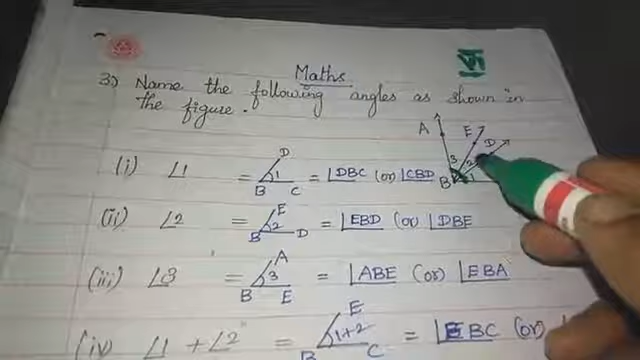 Maths
3) Name the following angles as shown in
the figure.
A E D
3 2 1
B
(i) ∠1 = D 1 B C = ∠DBC (or) ∠CBD
(ii) ∠2 = E 2 B D = ∠EBD (or) ∠DBE
(iii) ∠3 = A 3 B E = ∠ABE (or) ∠EBA
(iv) ∠1 + ∠2 = E 1+2 B C = ∠EBC (or)